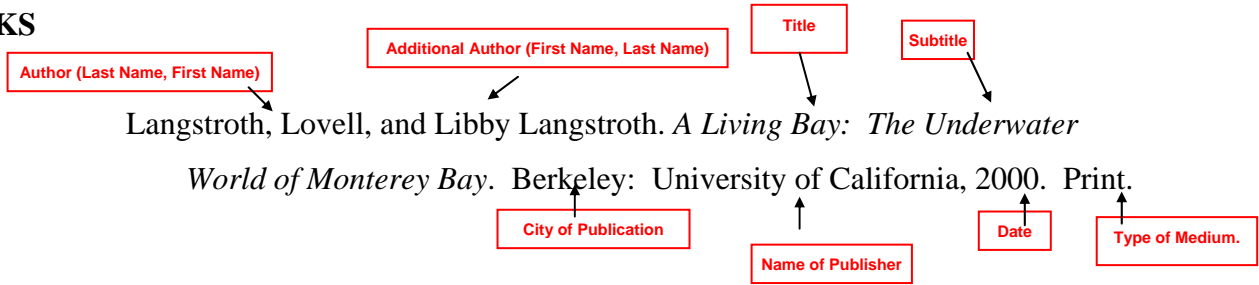 KS
Author (Last Name, First Name)
Additional Author (First Name, Last Name)
Title
Subtitle
Langstroth, Lovell, and Libby Langstroth. A Living Bay: The Underwater
World of Monterey Bay. Berkeley: University of California, 2000. Print.
City of Publication
Name of Publisher
Date
Type of Medium.